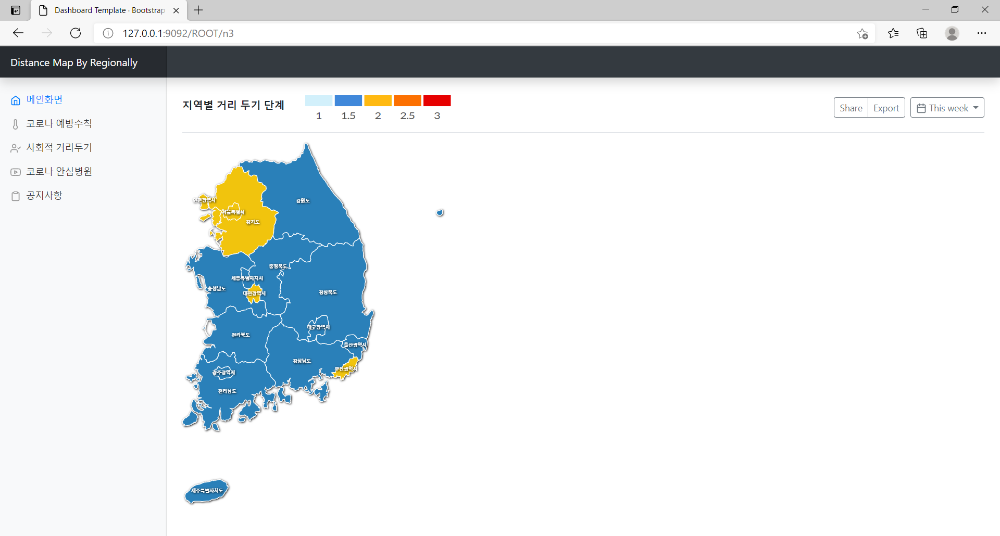 Dashboard Template · Bootstrap
127.0.0.1:9092/ROOT/n3
Distance Map By Regionally
메인화면
코로나 예방수칙
사회적 거리두기
코로나 안심병원
공지사항
지역별 거리 두기 단계
1 1.5 2 2.5 3
Share Export This week
인천광역시
강원도
서울특별시
경기도
충청북도
세종특별자치시
충청남도
대전광역시
경상북도
대구광역시
전라북도
울산광역시
경상남도
부산광역시
광주광역시
전라남도
제주특별자치도